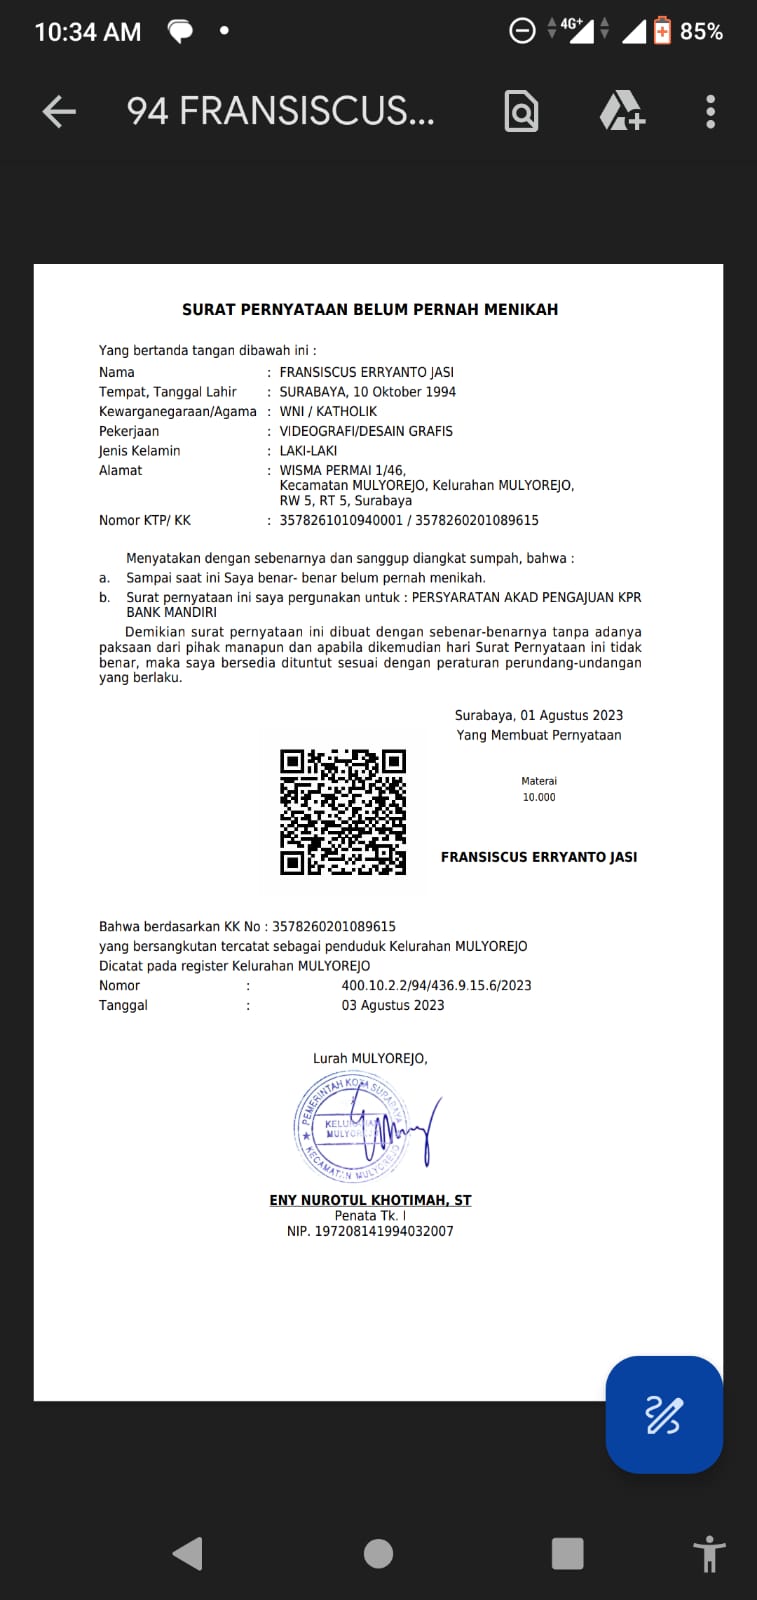 10:34 AM
4G+
85%
94 FRANSISCUS...
SURAT PERNYATAAN BELUM PERNAH MENIKAH
Yang bertanda tangan dibawah ini :
Nama : FRANSISCUS ERRYANTO JASI
Tempat, Tanggal Lahir : SURABAYA, 10 Oktober 1994
Kewarganegaraan/Agama : WNI / KATHOLIK
Pekerjaan : VIDEOGRAFI/DESAIN GRAFIS
Jenis Kelamin : LAKI-LAKI
Alamat : WISMA PERMAI 1/46,
Kecamatan MULYOREJO, Kelurahan MULYOREJO,
RW 5, RT 5, Surabaya
Nomor KTP/ KK : 3578261010940001 / 3578260201089615
Menyatakan dengan sebenarnya dan sanggup diangkat sumpah, bahwa :
a. Sampai saat ini Saya benar- benar belum pernah menikah.
b. Surat pernyataan ini saya pergunakan untuk : PERSYARATAN AKAD PENGAJUAN KPR
BANK MANDIRI
Demikian surat pernyataan ini dibuat dengan sebenar-benarnya tanpa adanya
paksaan dari pihak manapun dan apabila dikemudian hari Surat Pernyataan ini tidak
benar, maka saya bersedia dituntut sesuai dengan peraturan perundang-undangan
yang berlaku.
Surabaya, 01 Agustus 2023
Yang Membuat Pernyataan
Materai
10.000
FRANSISCUS ERRYANTO JASI
Bahwa berdasarkan KK No : 3578260201089615
yang bersangkutan tercatat sebagai penduduk Kelurahan MULYOREJO
Dicatat pada register Kelurahan MULYOREJO
Nomor : 400.10.2.2/94/436.9.15.6/2023
Tanggal : 03 Agustus 2023
Lurah MULYOREJO,
PEMERINTAH KOTA SURABAYA
KECAMATAN MULYOREJO
ENY NUROTUL KHOTIMAH, ST
Penata Tk. I
NIP. 197208141994032007